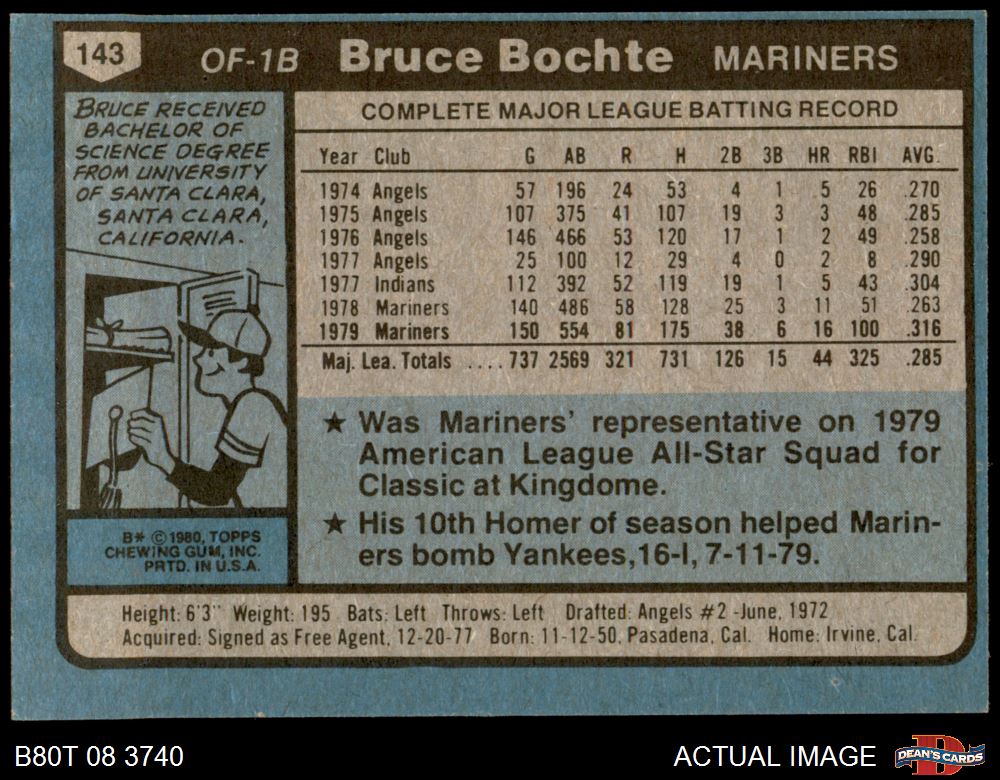 143 OF-1B Bruce Bochte MARINERS
BRUCE RECEIVED
BACHELOR OF
SCIENCE DEGREE
FROM UNIVERSITY
OF SANTA CLARA,
SANTA CLARA,
CALIFORNIA.
COMPLETE MAJOR LEAGUE BATTING RECORD
Year Club G AB R H 2B 3B HR RBI AVG.
1974 Angels 57 196 24 53 4 1 5 26 .270
1975 Angels 107 375 41 107 19 3 3 48 .285
1976 Angels 146 466 53 120 17 1 2 49 .258
1977 Angels 25 100 12 29 4 0 2 8 .290
1977 Indians 112 392 52 119 19 1 5 43 .304
1978 Mariners 140 486 58 128 25 3 11 51 .263
1979 Mariners 150 554 81 175 38 6 16 100 .316
Maj. Lea. Totals .... 737 2569 321 731 126 15 44 325 .285
★ Was Mariners' representative on 1979
American League All-Star Squad for
Classic at Kingdome.
★ His 10th Homer of season helped Marin-
ers bomb Yankees,16-I, 7-11-79.
B* © 1980, TOPPS
CHEWING GUM, INC.
PRTD. IN U.S.A.
Height: 6'3" Weight: 195 Bats: Left Throws: Left Drafted: Angels #2 -June, 1972
Acquired: Signed as Free Agent, 12-20-77 Born: 11-12-50, Pasadena, Cal. Home: Irvine, Cal.
B80T 08 3740
ACTUAL IMAGE
D
DEAN'S CARDS